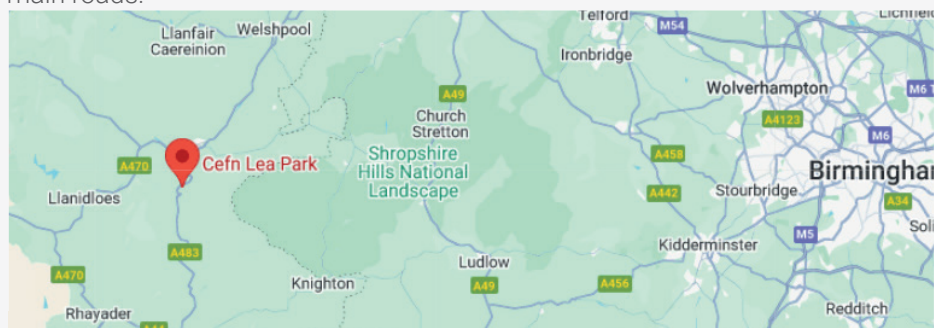 main roads.
Telford
Lichfield
Llanfair
Caereinion
Welshpool
M54
Ironbridge
Wolverhampton
M6
A49
Church
Stretton
A4123
M6
A470
Cefn Lea Park
Shropshire
Hills National
Landscape
A458
Birmingham
Llanidloes
A442
Stourbridge
A34
A483
M5
Kidderminster
Ludlow
A470
Knighton
A49
A456
Rhayader
Redditch